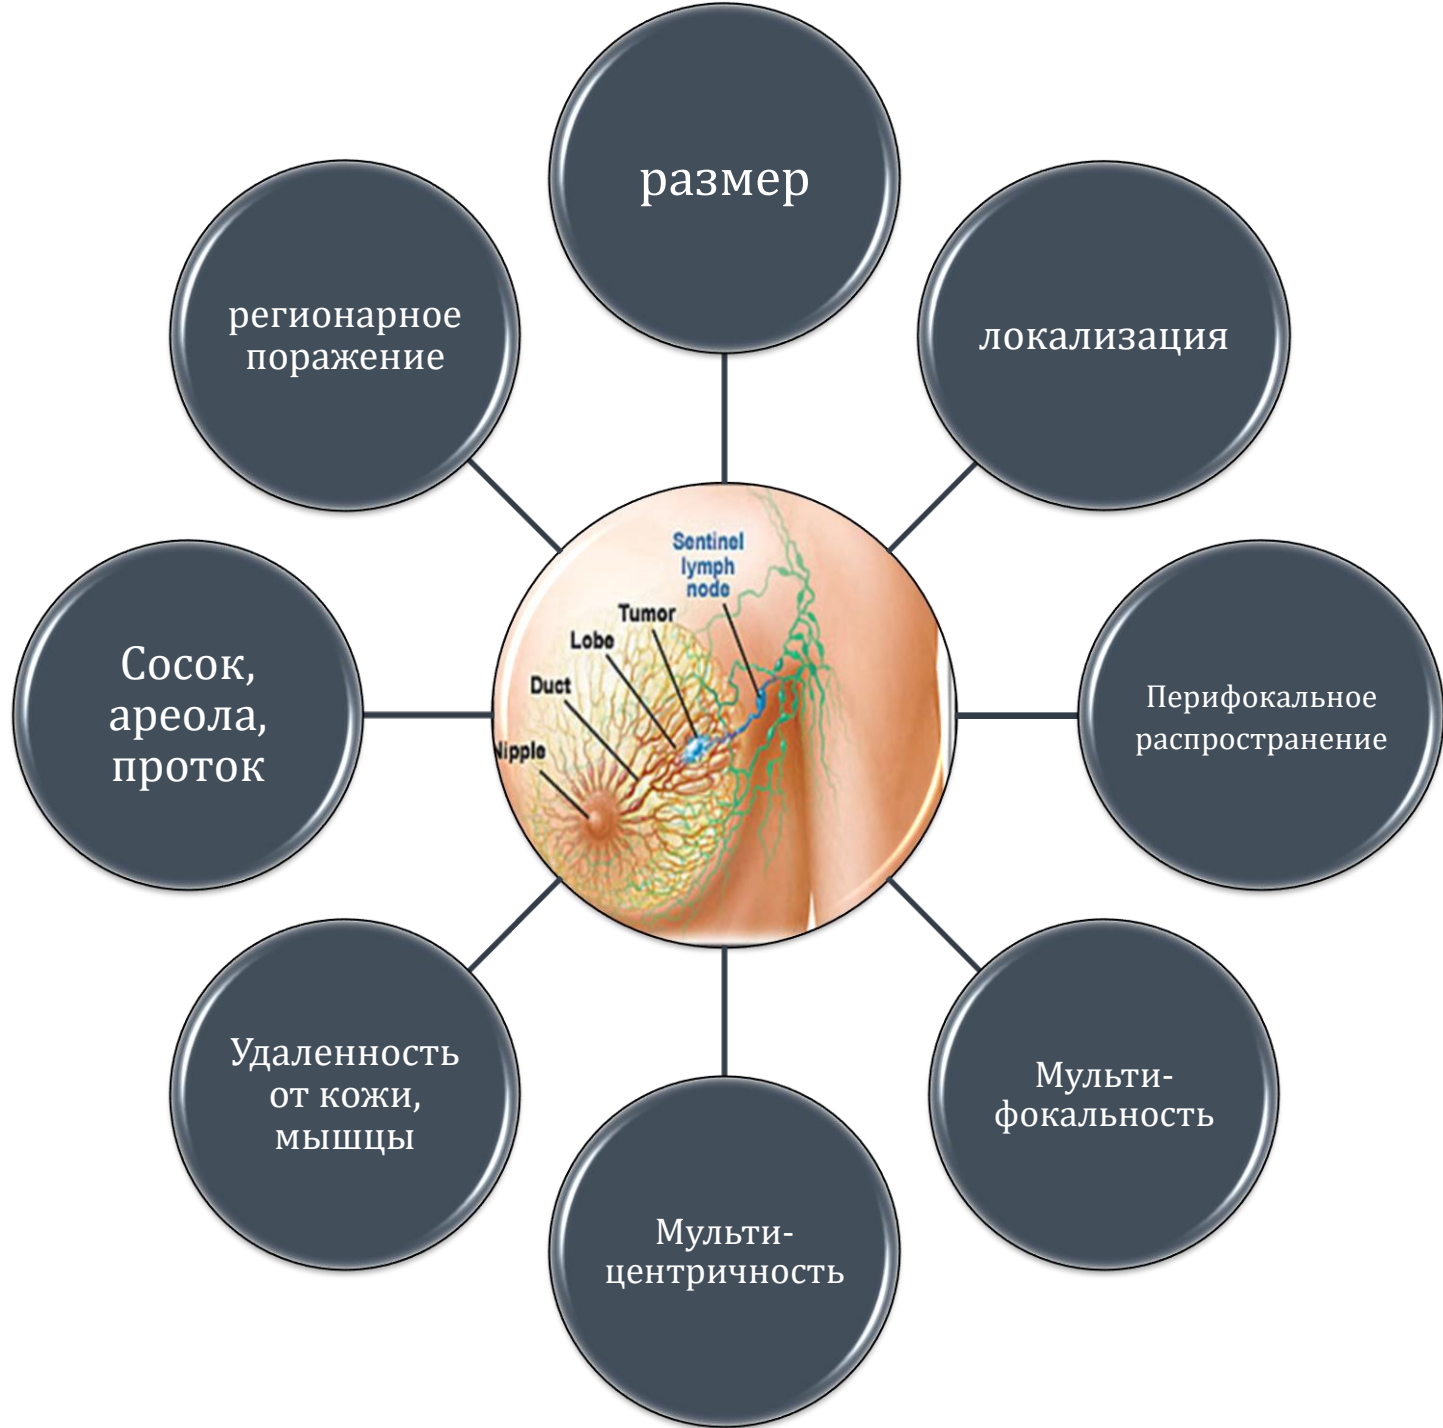 размер
локализация
Перифокальное
распространение
Мульти-
фокальность
Мульти-
центричность
Удаленность
от кожи,
мышцы
Сосок,
ареола,
проток
регионарное
поражение
Sentinel
lymph
node
Tumor
Lobe
Duct
Nipple